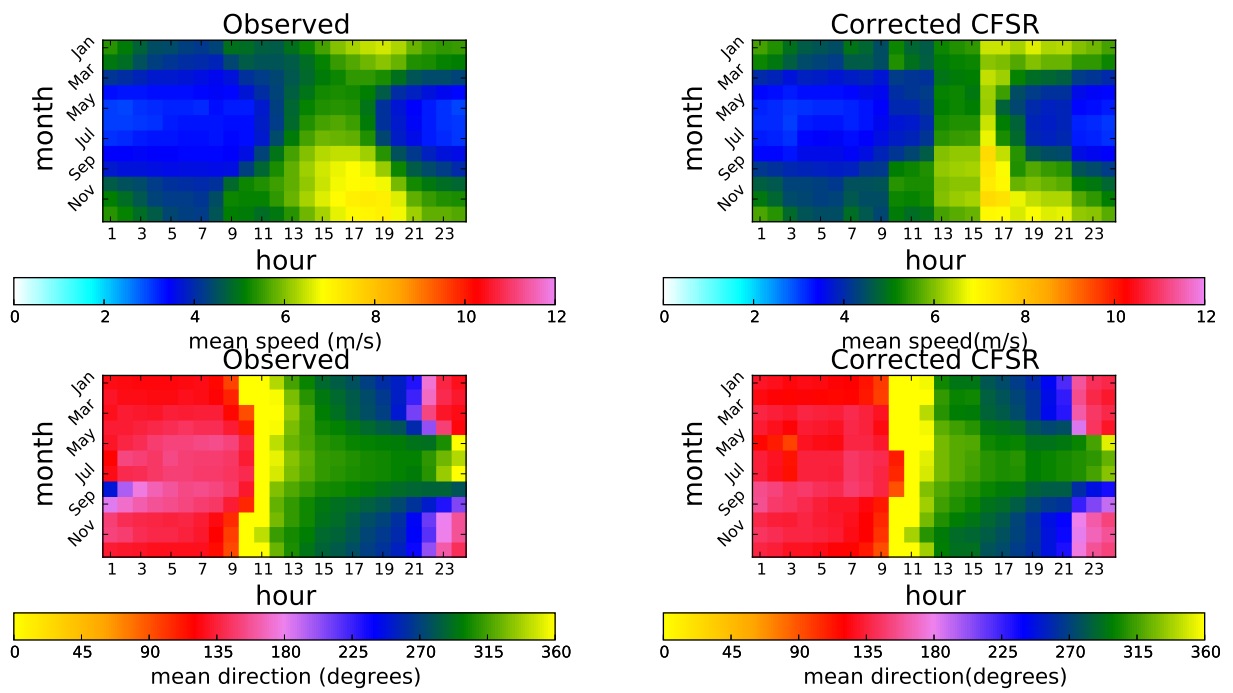 Observed
Corrected CFSR
month
Jan
Mar
May
Jul
Sep
Nov
month
Jan
Mar
May
Jul
Sep
Nov
1 3 5 7 9 11 13 15 17 19 21 23
1 3 5 7 9 11 13 15 17 19 21 23
hour
hour
0 2 4 6 8 10 12
0 2 4 6 8 10 12
mean speed (m/s)
mean speed(m/s)
Observed
Corrected CFSR
month
Jan
Mar
May
Jul
Sep
Nov
month
Jan
Mar
May
Jul
Sep
Nov
1 3 5 7 9 11 13 15 17 19 21 23
1 3 5 7 9 11 13 15 17 19 21 23
hour
hour
0 45 90 135 180 225 270 315 360
0 45 90 135 180 225 270 315 360
mean direction (degrees)
mean direction(degrees)